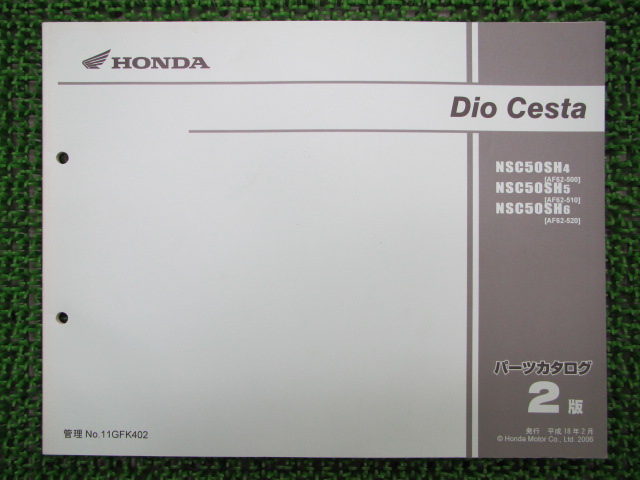 HONDA
Dio Cesta
NSC50SH4
[AF62-500]
NSC50SH5
[AF62-510]
NSC50SH6
[AF62-520]
パーツカタログ
2版
管理 No.11GFK402
発行 平成18年2月
© Honda Motor Co., Ltd. 2006